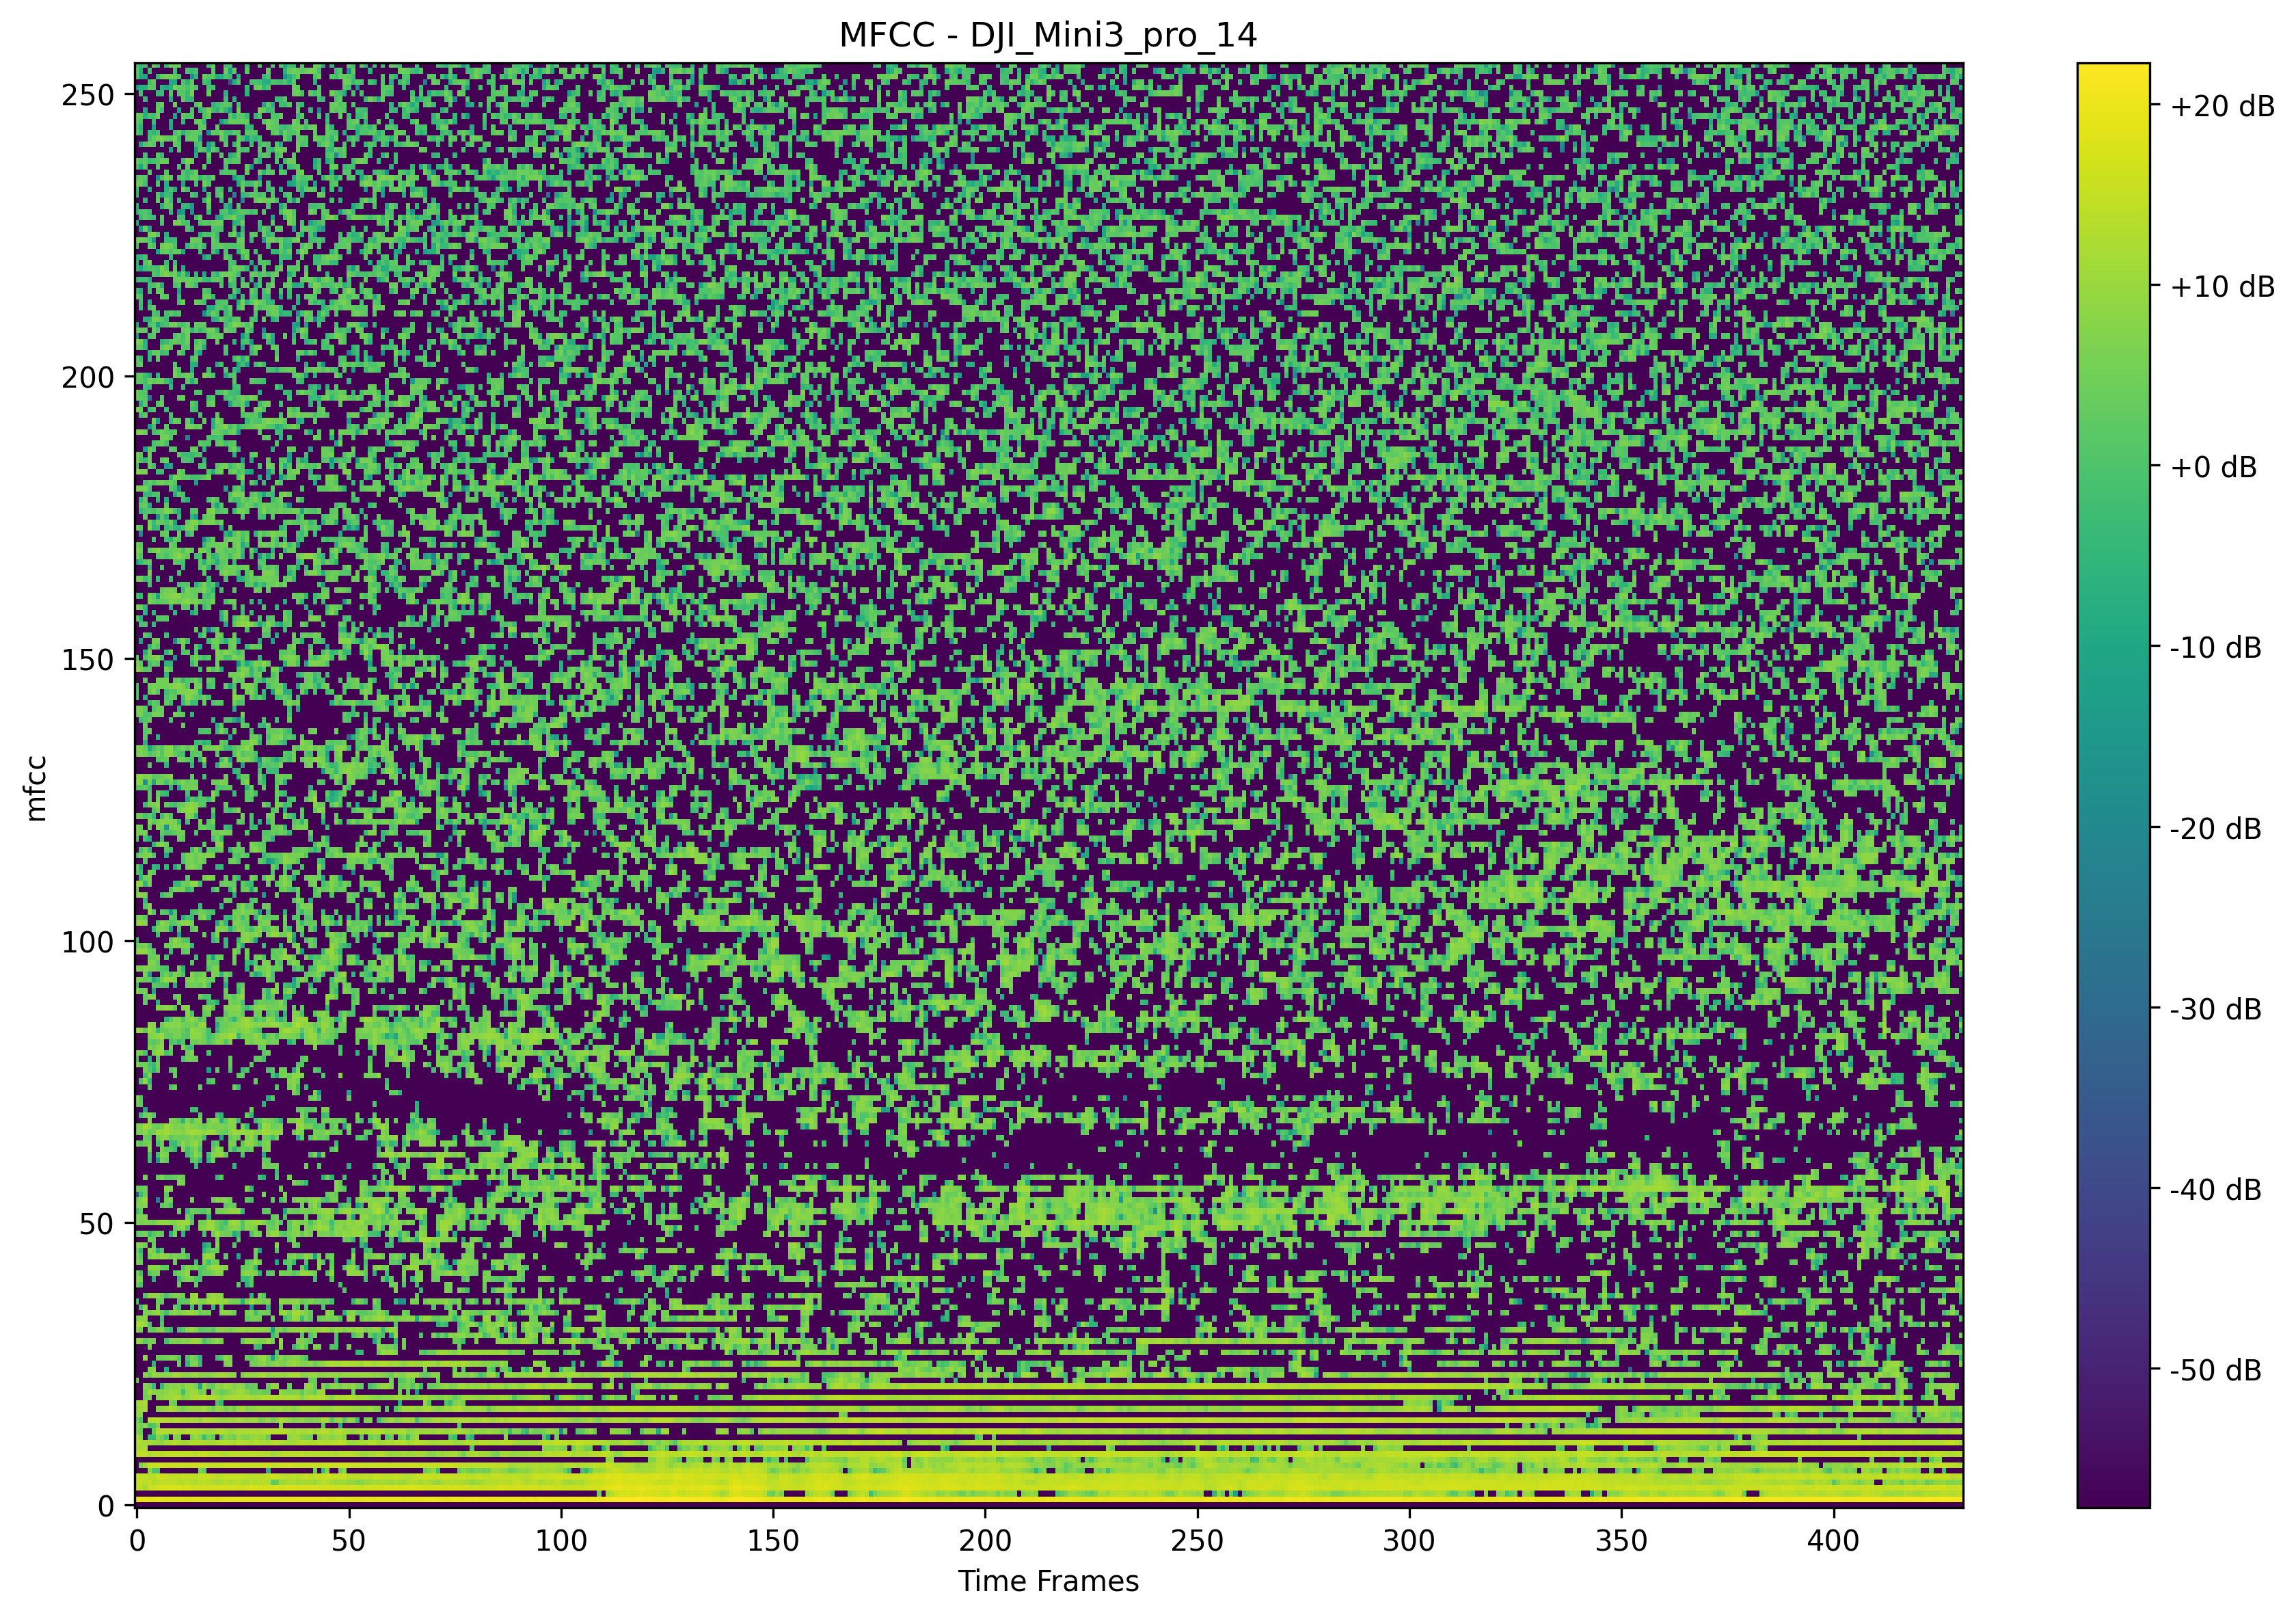 MFCC - DJI_Mini3_pro_14
250
200
150
100
50
0
mfcc
0 50 100 150 200 250 300 350 400
Time Frames
+20 dB
+10 dB
+0 dB
-10 dB
-20 dB
-30 dB
-40 dB
-50 dB